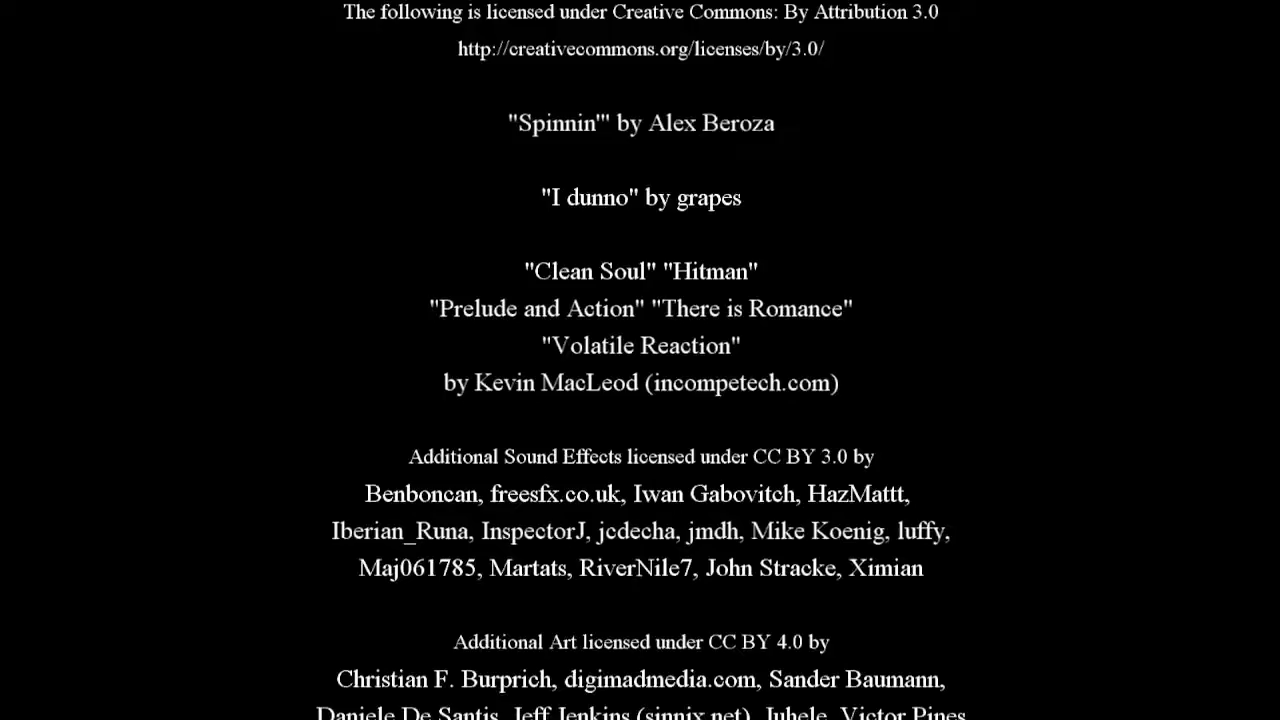 The following is licensed under Creative Commons: By Attribution 3.0
http://creativecommons.org/licenses/by/3.0/
"Spinnin'" by Alex Beroza
"I dunno" by grapes
"Clean Soul" "Hitman"
"Prelude and Action" "There is Romance"
"Volatile Reaction"
by Kevin MacLeod (incompetech.com)
Additional Sound Effects licensed under CC BY 3.0 by
Benboncan, freesfx.co.uk, Iwan Gabovitch, HazMattt,
Iberian_Runa, InspectorJ, jcdecha, jmdh, Mike Koenig, luffy,
Maj061785, Martats, RiverNile7, John Stracke, Ximian
Additional Art licensed under CC BY 4.0 by
Christian F. Burprich, digimadmedia.com, Sander Baumann,
Daniele De Santis, Jeff Jenkins (sinnix.net), Juhele, Victor Pines